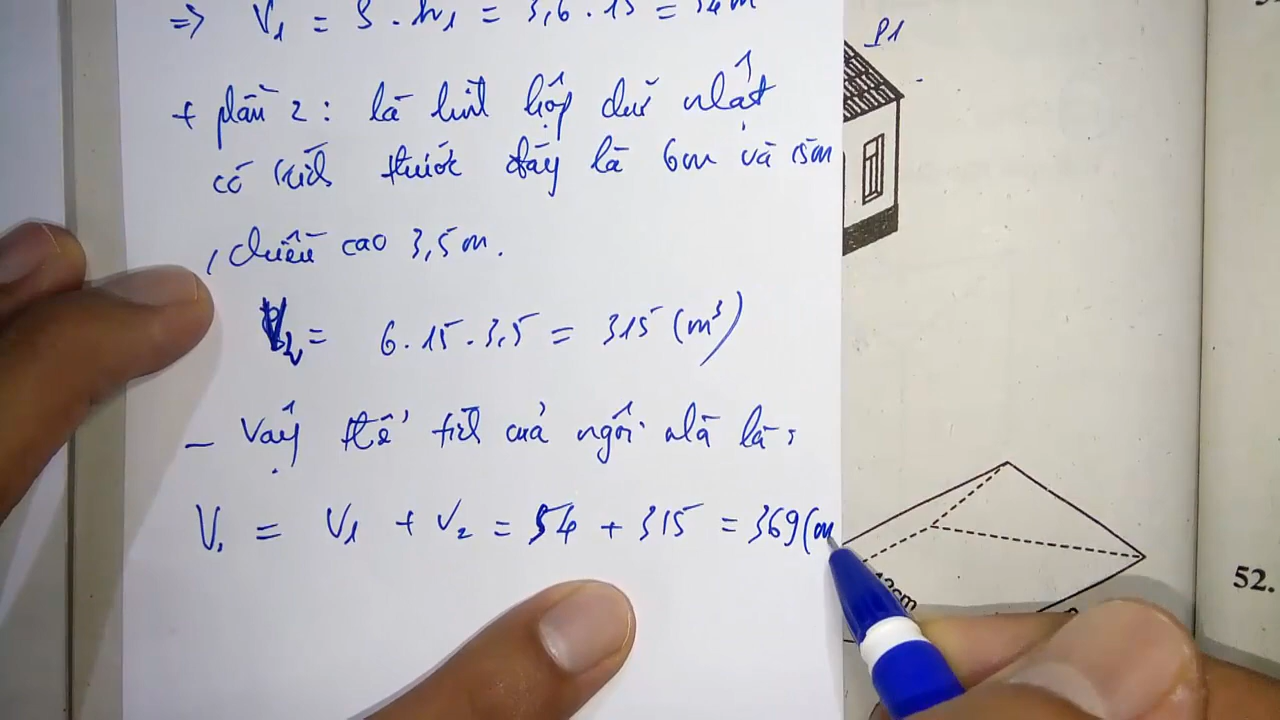 => V₁ = S . h₁ = 3,6 . 15 = 54m
+ phần 2: là hình hộp chữ nhật
có kích thước đáy là 6m và 15m
, chiều cao 3,5m.
V₂ = 6.15.3,5 = 315 (m³)
- Vậy thể tích của ngôi nhà là:
V. = V₁ + V₂ = 54 + 315 = 369 (m
P1
12cm
52.